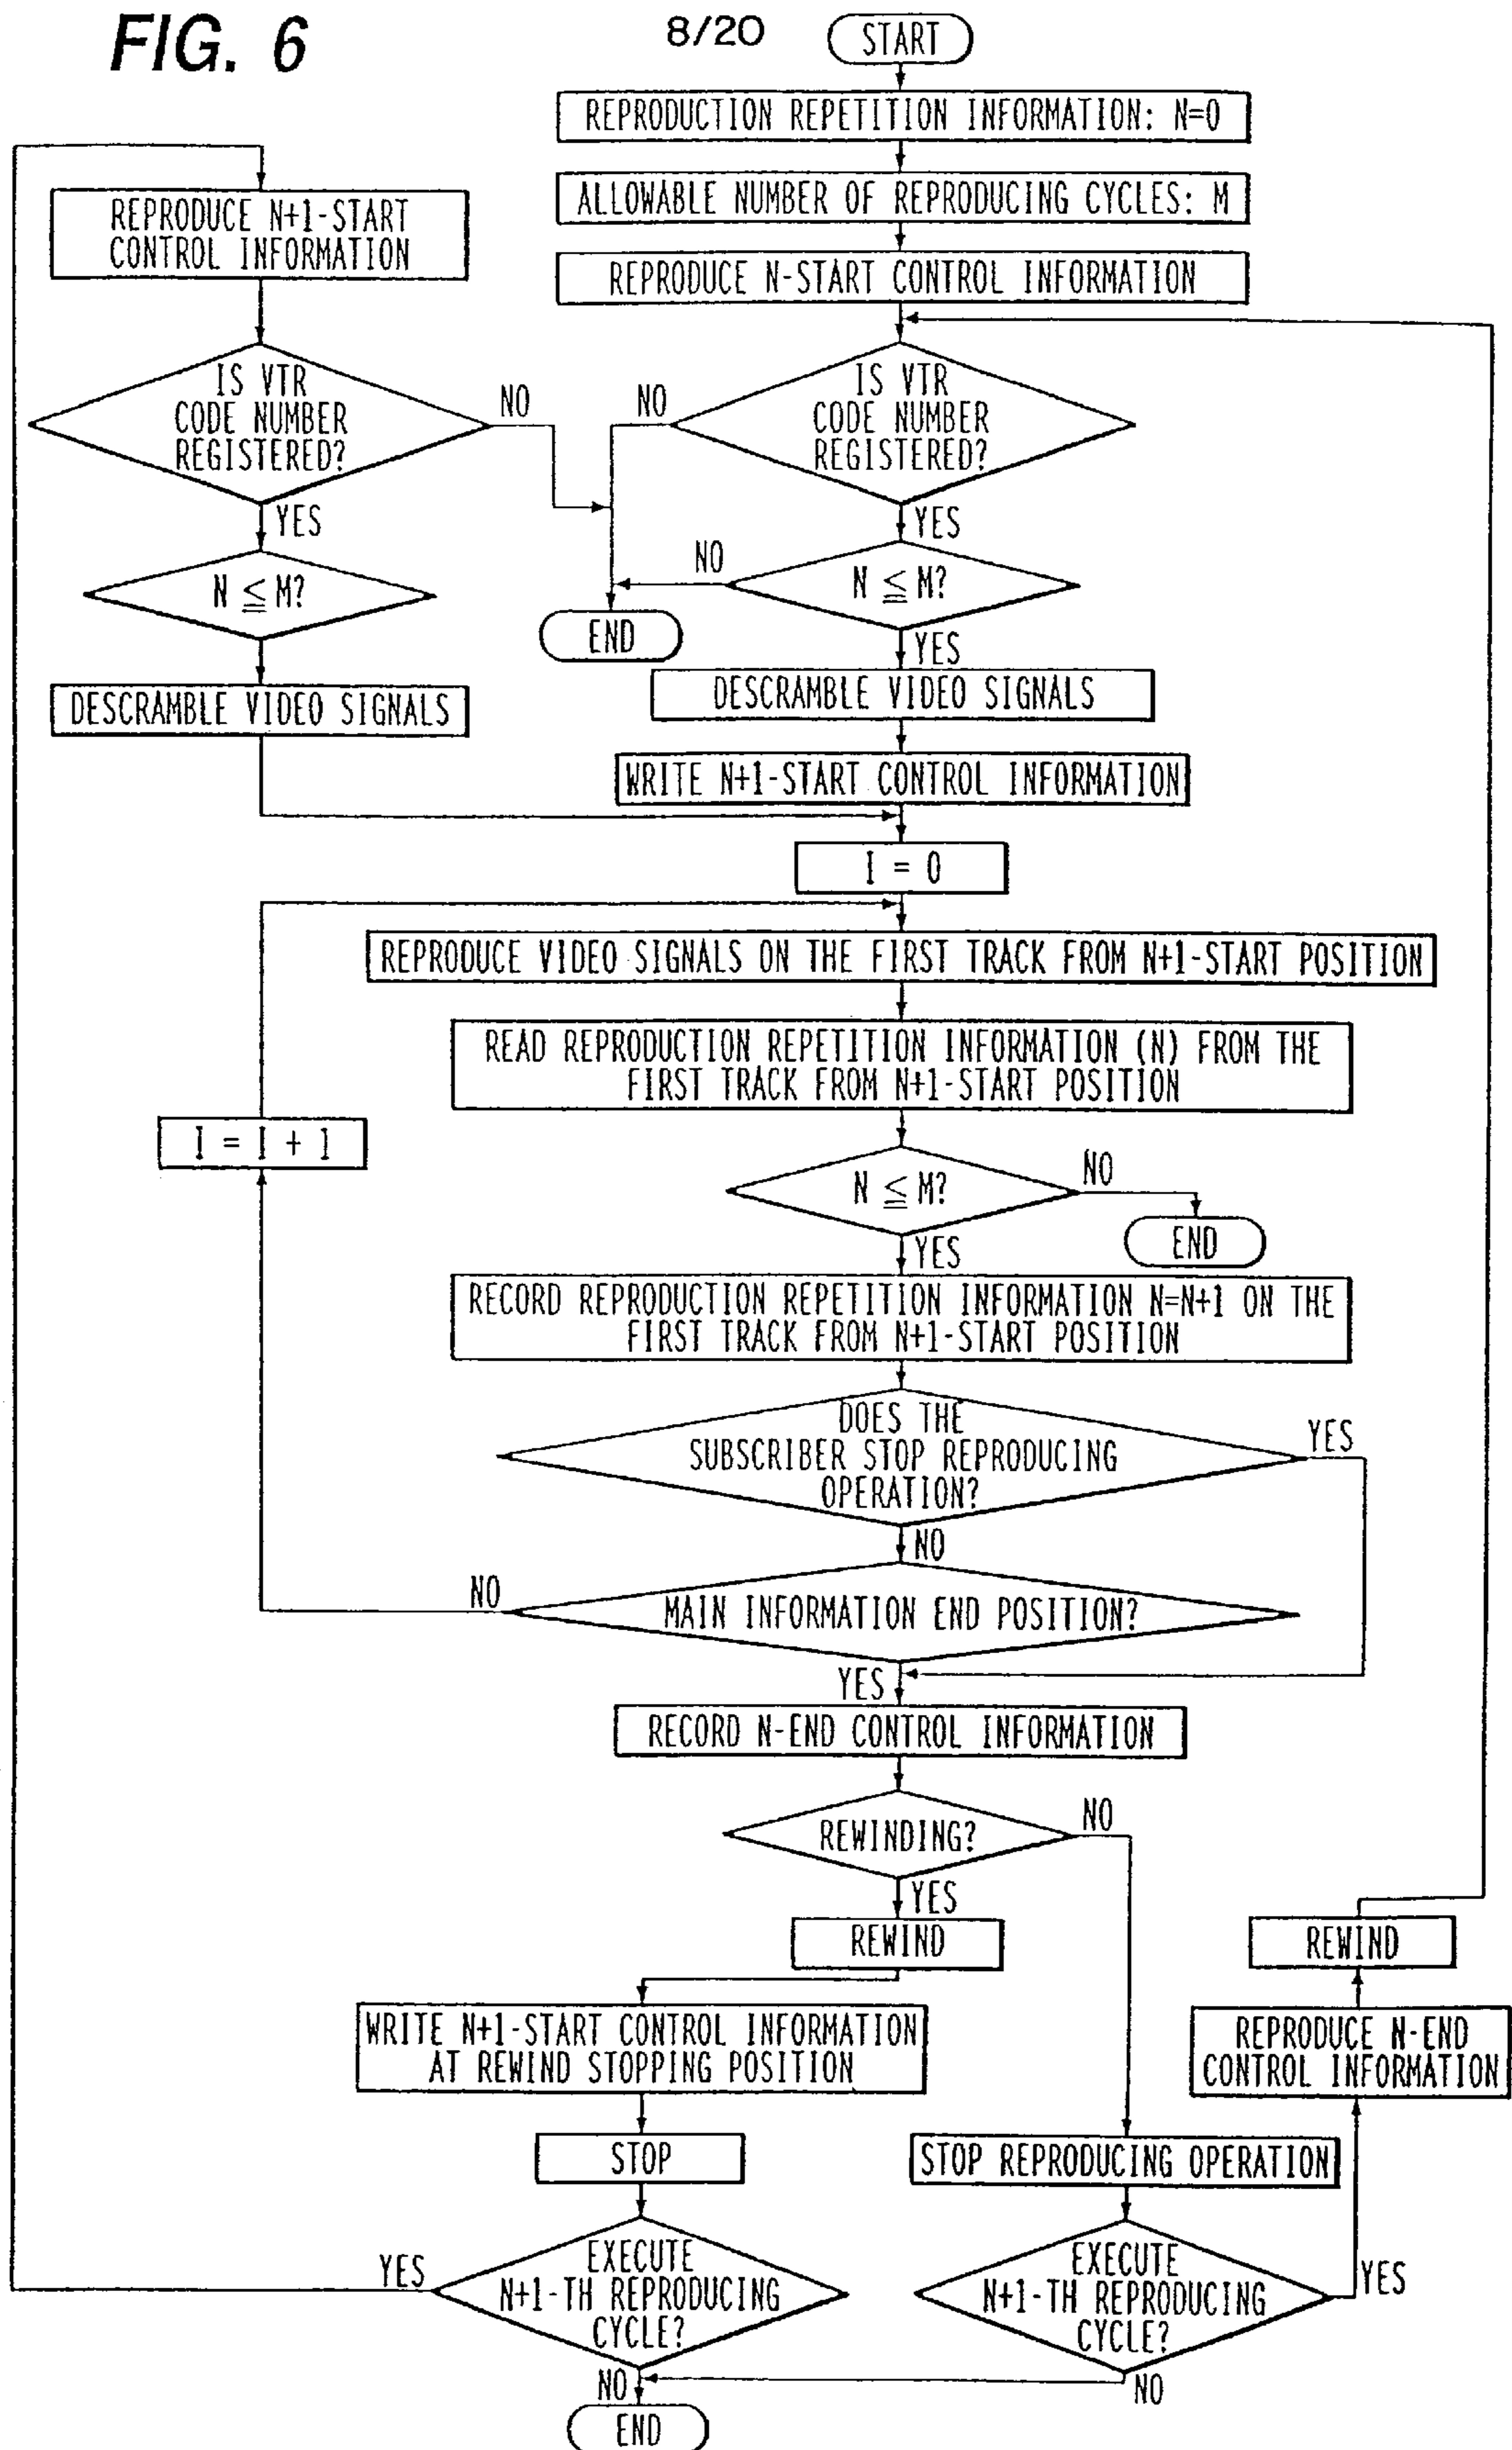 FIG. 6
8/20
START
REPRODUCTION REPETITION INFORMATION: N=0
ALLOWABLE NUMBER OF REPRODUCING CYCLES: M
REPRODUCE N-START CONTROL INFORMATION
REPRODUCE N+1-START
CONTROL INFORMATION
IS VTR
CODE NUMBER
REGISTERED?
NO
YES
N ≦ M?
DESCRAMBLE VIDEO SIGNALS
NO
IS VTR
CODE NUMBER
REGISTERED?
YES
NO
N ≦ M?
END
YES
DESCRAMBLE VIDEO SIGNALS
WRITE N+1-START CONTROL INFORMATION
I = 0
REPRODUCE VIDEO SIGNALS ON THE FIRST TRACK FROM N+1-START POSITION
READ REPRODUCTION REPETITION INFORMATION (N) FROM THE
FIRST TRACK FROM N+1-START POSITION
I = I + 1
N ≦ M?
NO
END
YES
RECORD REPRODUCTION REPETITION INFORMATION N=N+1 ON THE
FIRST TRACK FROM N+1-START POSITION
DOES THE
SUBSCRIBER STOP REPRODUCING
OPERATION?
YES
NO
NO
MAIN INFORMATION END POSITION?
YES
RECORD N-END CONTROL INFORMATION
REWINDING?
NO
YES
REWIND
REWIND
WRITE N+1-START CONTROL INFORMATION
AT REWIND STOPPING POSITION
REPRODUCE N-END
CONTROL INFORMATION
STOP
STOP REPRODUCING OPERATION
YES
EXECUTE
N+1-TH REPRODUCING
CYCLE?
EXECUTE
N+1-TH REPRODUCING
CYCLE?
YES
NO
NO
END